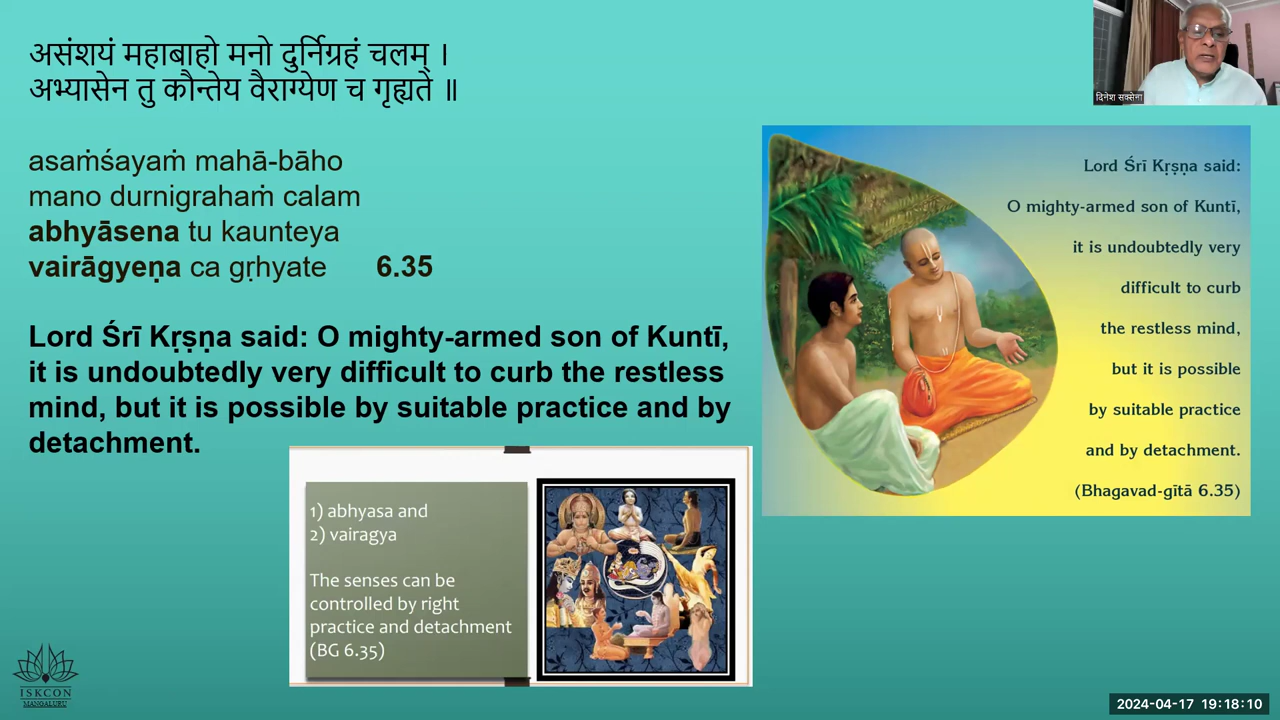 असंशयं महाबाहो मनो दुर्निग्रहं चलम् ।
अभ्यासेन तु कौन्तेय वैराग्येण च गृह्यते ॥
asaṁśayaṁ mahā-bāho
mano durnigrahaṁ calam
abhyāsena tu kaunteya
vairāgyeṇa ca gṛhyate 6.35
Lord Śrī Kṛṣṇa said: O mighty-armed son of Kuntī,
it is undoubtedly very difficult to curb the restless
mind, but it is possible by suitable practice and by
detachment.
1) abhyasa and
2) vairagya
The senses can be
controlled by right
practice and detachment
(BG 6.35)
दिनेश सक्सेना
Lord Śrī Kṛṣṇa said:
O mighty-armed son of Kuntī,
it is undoubtedly very
difficult to curb
the restless mind,
but it is possible
by suitable practice
and by detachment.
(Bhagavad-gītā 6.35)
ISKCON
MANGALURU
2024-04-17 19:18:10